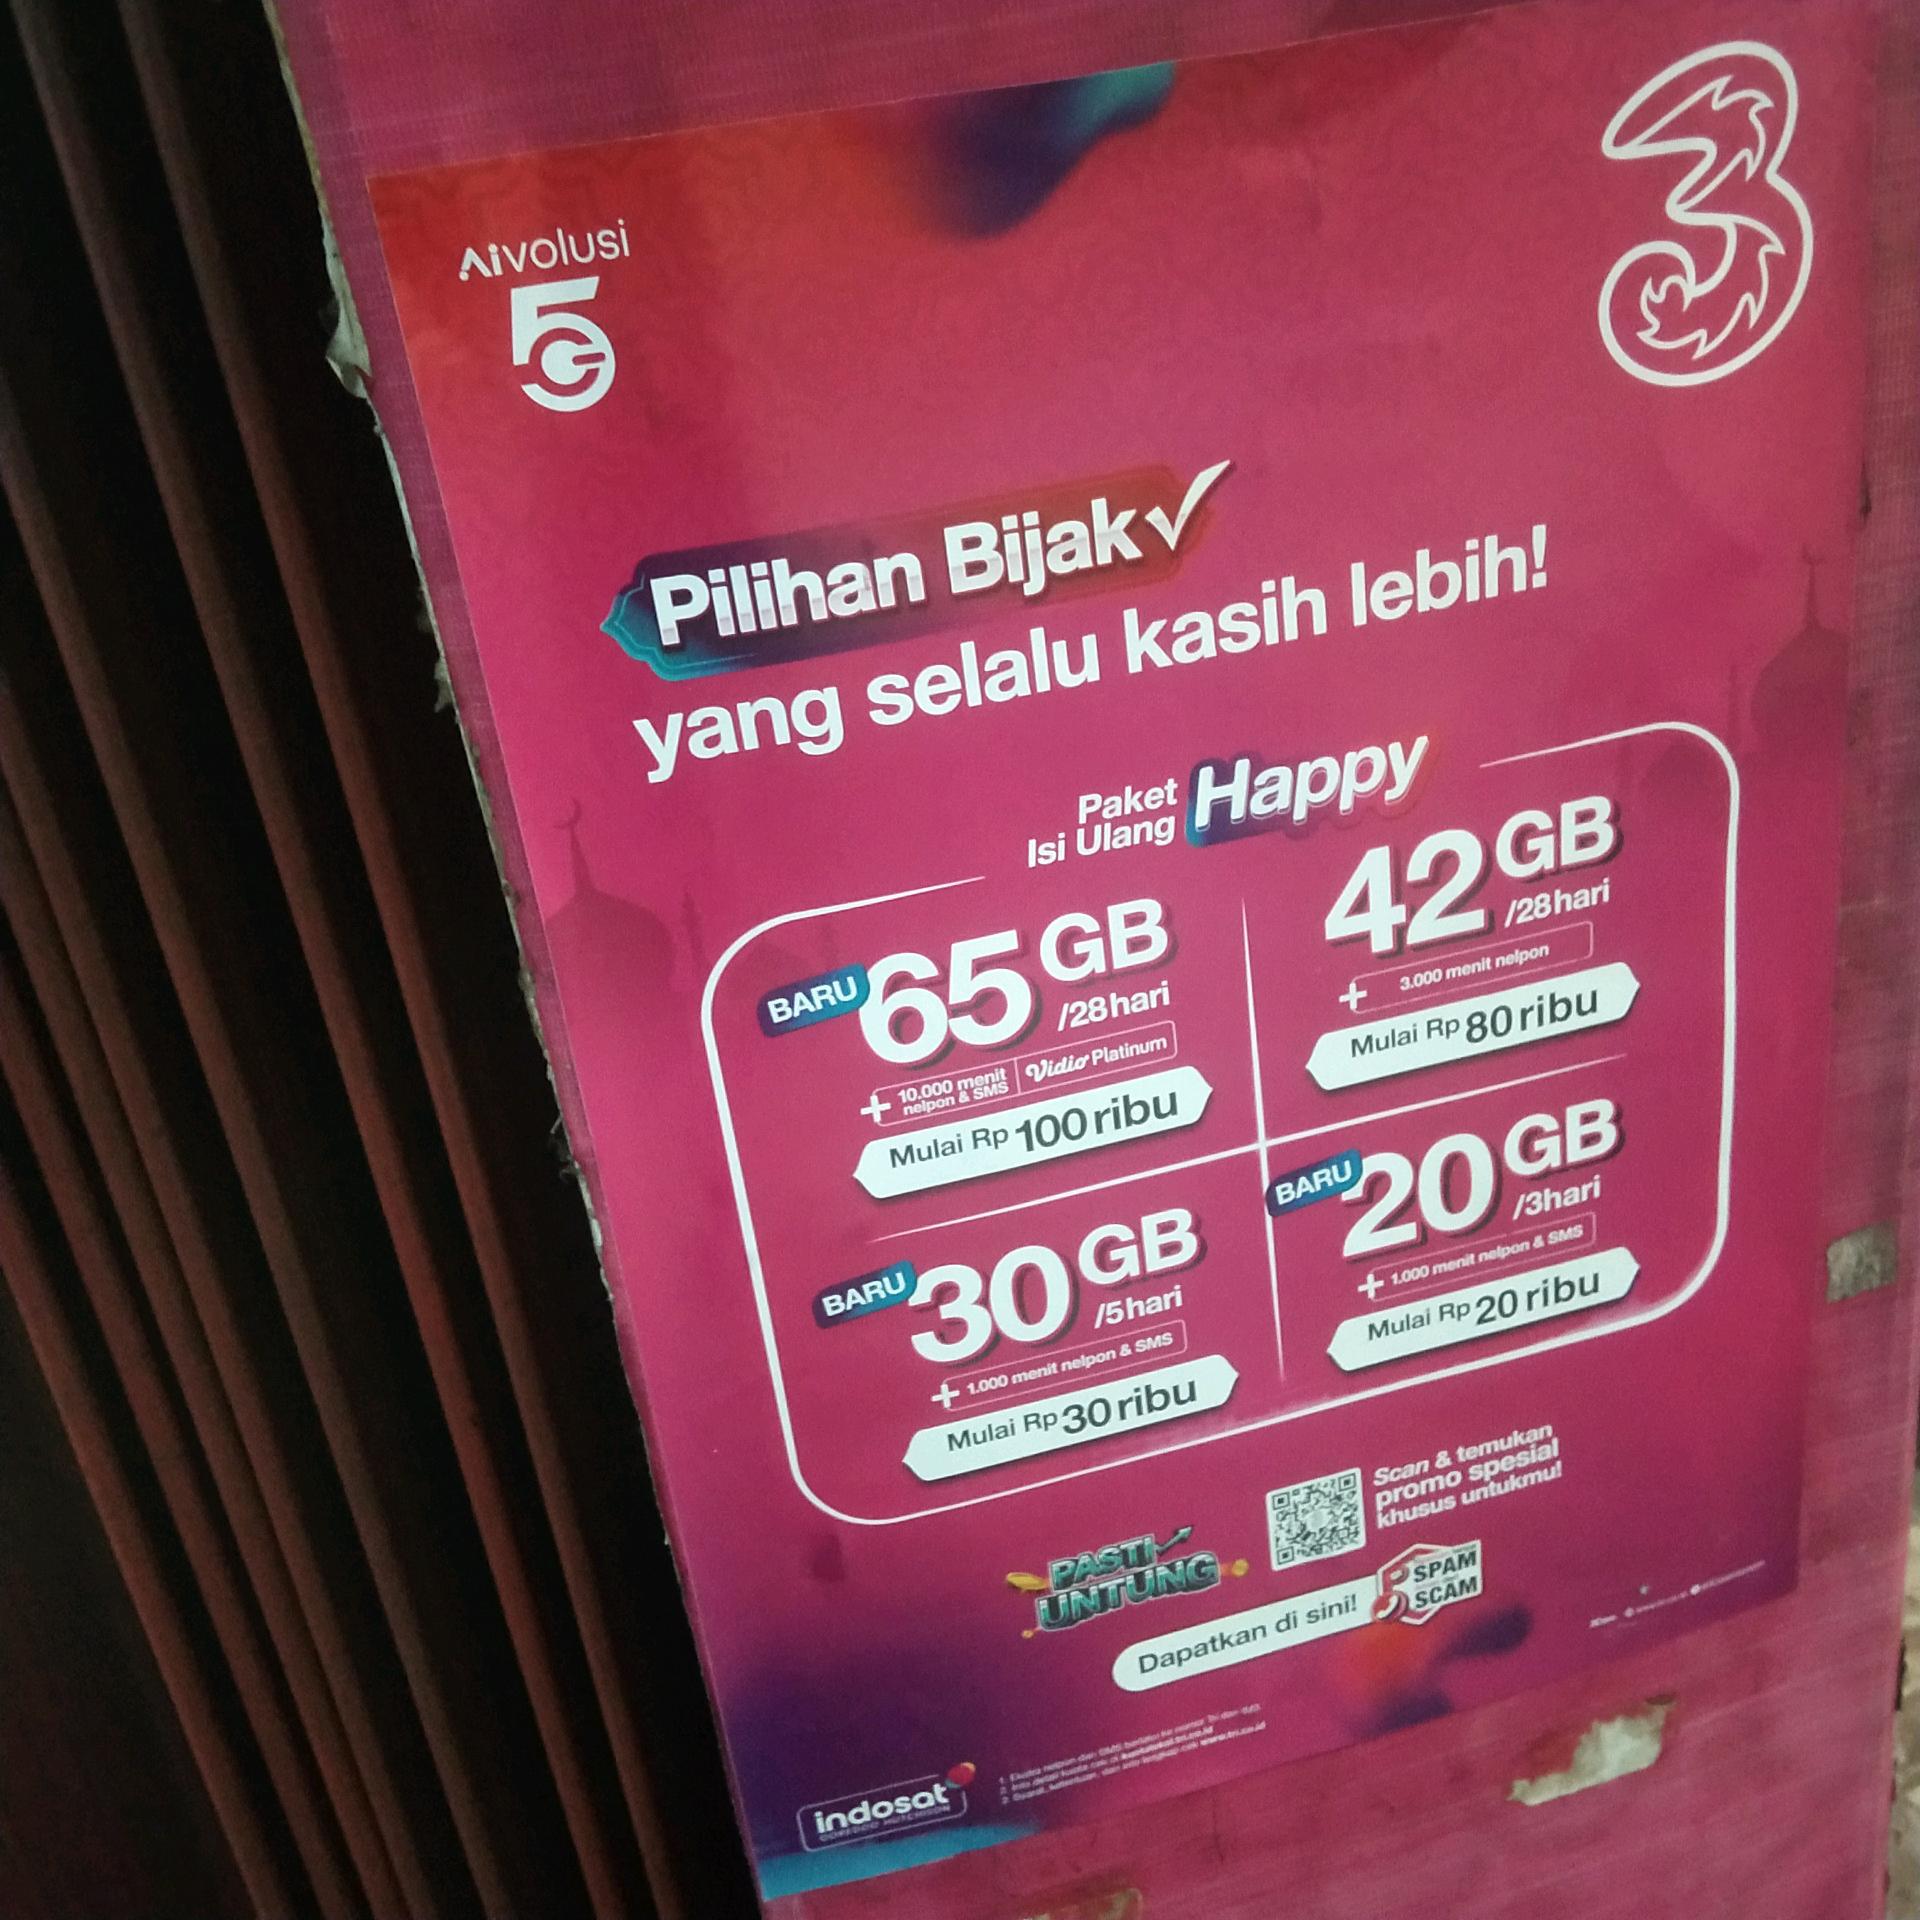 Aivolusi
5G
3
Pilihan Bijak
yang selalu kasih lebih!
Paket
Isi Ulang
Happy
BARU
65 GB
/28hari
+ 10.000 menit
nelpon & SMS
Vidio Platinum
Mulai Rp 100 ribu
42 GB
/28hari
+ 3.000 menit nelpon
Mulai Rp 80 ribu
BARU
30 GB
/5hari
+ 1.000 menit nelpon & SMS
Mulai Rp 30 ribu
BARU
20 GB
/3hari
+ 1.000 menit nelpon & SMS
Mulai Rp 20 ribu
Scan & temukan
promo spesial
khusus untukmu!
PASTI
UNTUNG
Dapatkan di sini!
SPAM
SCAM
indosat
OOREDOO HUTCHISON